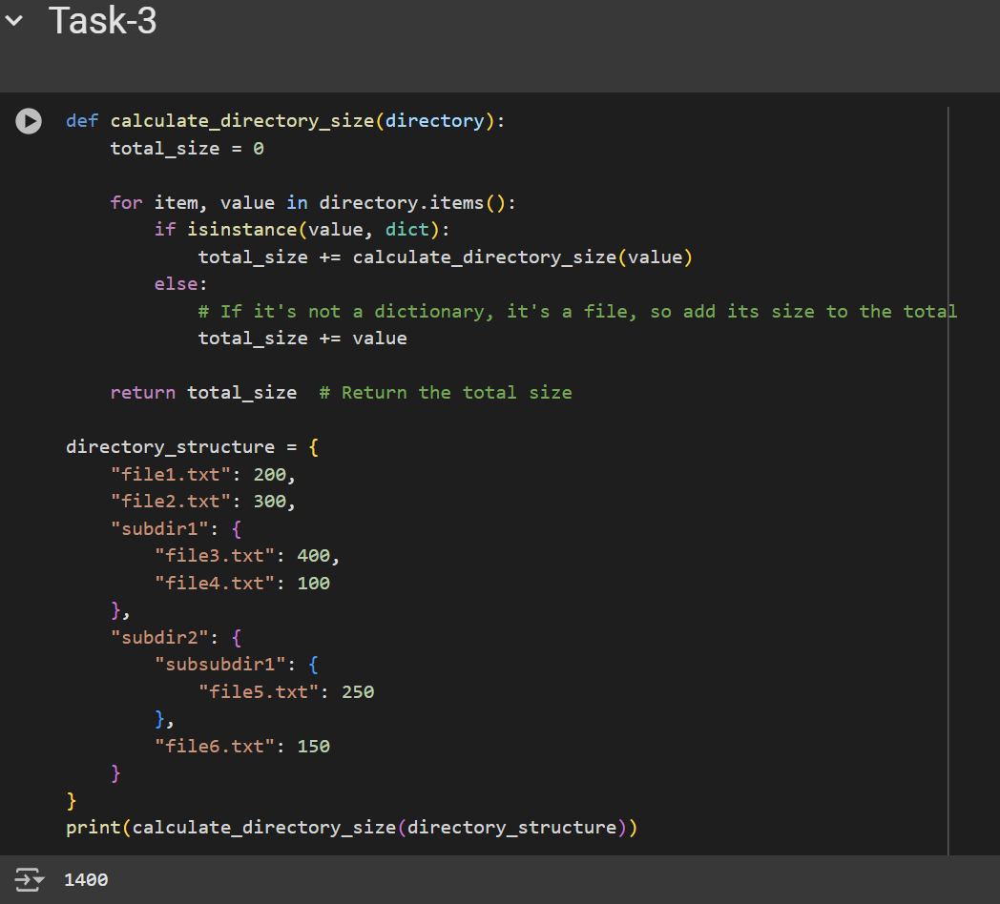 Task-3
def calculate_directory_size(directory):
    total_size = 0
    for item, value in directory.items():
        if isinstance(value, dict):
            total_size += calculate_directory_size(value)
        else:
            # If it's not a dictionary, it's a file, so add its size to the total
            total_size += value
    return total_size  # Return the total size
directory_structure = {
    "file1.txt": 200,
    "file2.txt": 300,
    "subdir1": {
        "file3.txt": 400,
        "file4.txt": 100
    },
    "subdir2": {
        "subsubdir1": {
            "file5.txt": 250
        },
        "file6.txt": 150
    }
}
print(calculate_directory_size(directory_structure))
1400